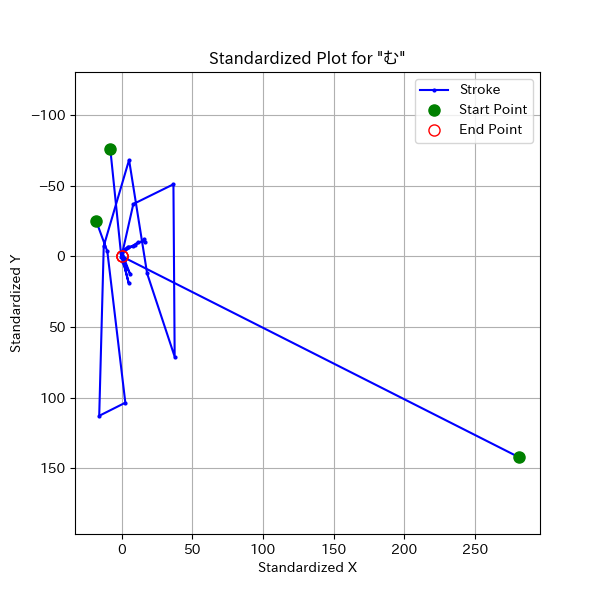 Standardized Plot for "む"
Stroke
Start Point
End Point
Standardized Y
−100
−50
0
50
100
150
0 50 100 150 200 250
Standardized X